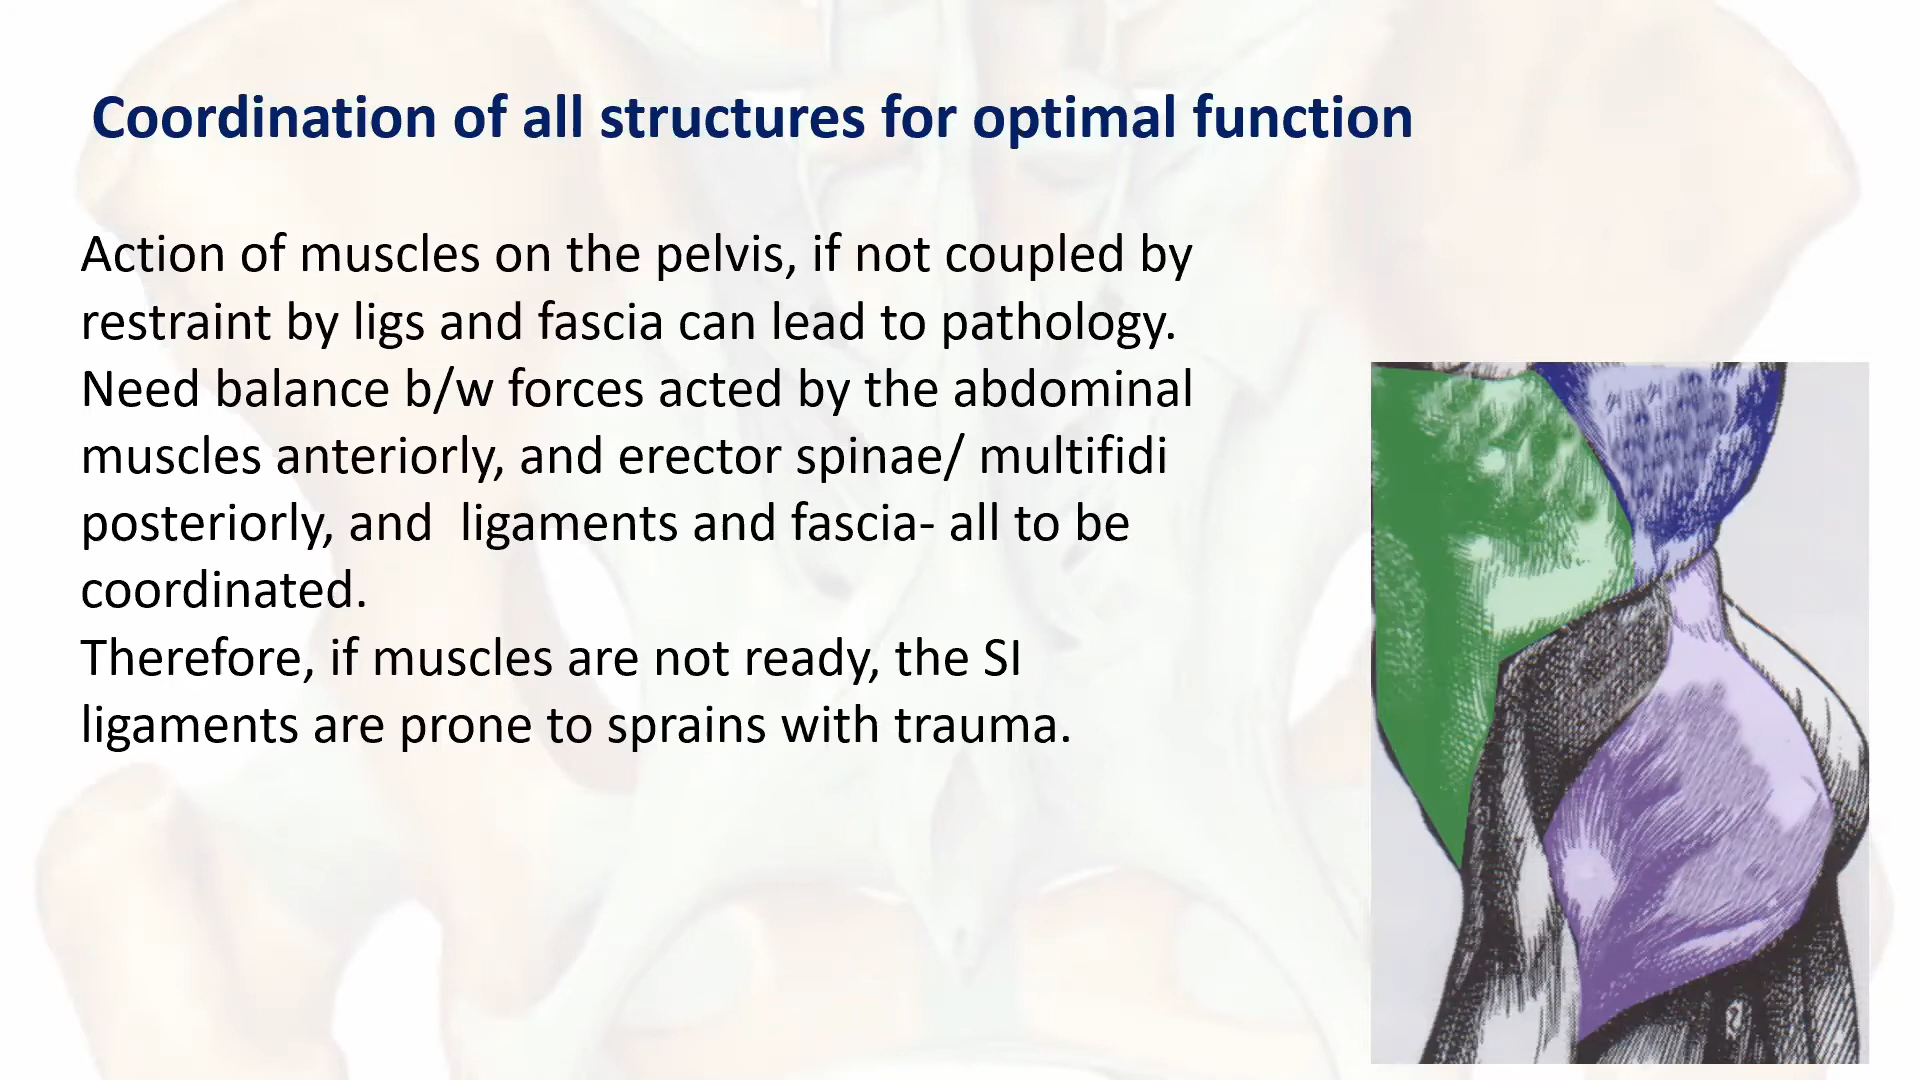 Coordination of all structures for optimal function
Action of muscles on the pelvis, if not coupled by
restraint by ligs and fascia can lead to pathology.
Need balance b/w forces acted by the abdominal
muscles anteriorly, and erector spinae/ multifidi
posteriorly, and  ligaments and fascia- all to be
coordinated.
Therefore, if muscles are not ready, the SI
ligaments are prone to sprains with trauma.